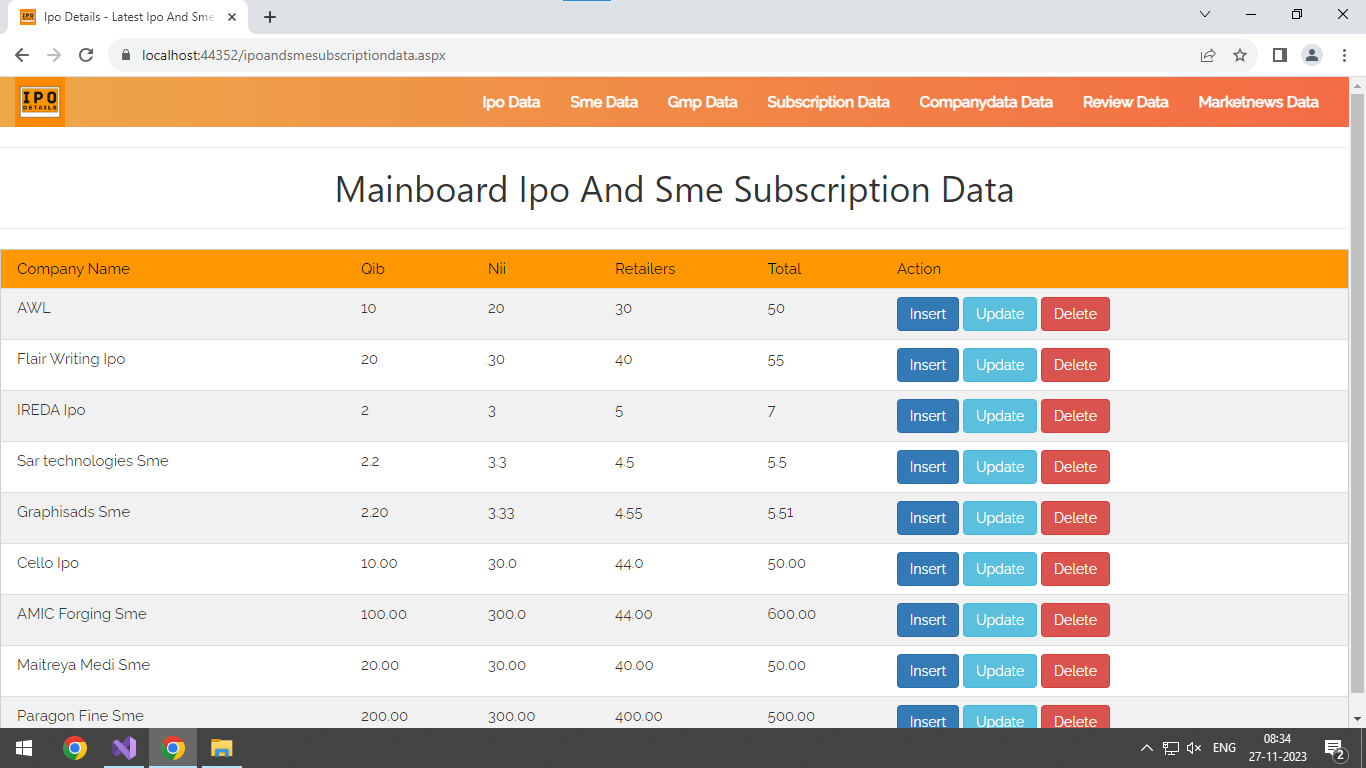 Ipo Details - Latest Ipo And Sme
localhost:44352/ipoandsmesubscriptiondata.aspx
IPO
DETAILS
Ipo Data Sme Data Gmp Data Subscription Data Companydata Data Review Data Marketnews Data
Mainboard Ipo And Sme Subscription Data
Company Name Qib Nii Retailers Total Action
AWL 10 20 30 50 Insert Update Delete
Flair Writing Ipo 20 30 40 55 Insert Update Delete
IREDA Ipo 2 3 5 7 Insert Update Delete
Sar technologies Sme 2.2 3.3 4.5 5.5 Insert Update Delete
Graphisads Sme 2.20 3.33 4.55 5.51 Insert Update Delete
Cello Ipo 10.00 30.0 44.0 50.00 Insert Update Delete
AMIC Forging Sme 100.00 300.0 44.00 600.00 Insert Update Delete
Maitreya Medi Sme 20.00 30.00 40.00 50.00 Insert Update Delete
Paragon Fine Sme 200.00 300.00 400.00 500.00 Insert Update Delete
ENG 08:34
27-11-2023 2